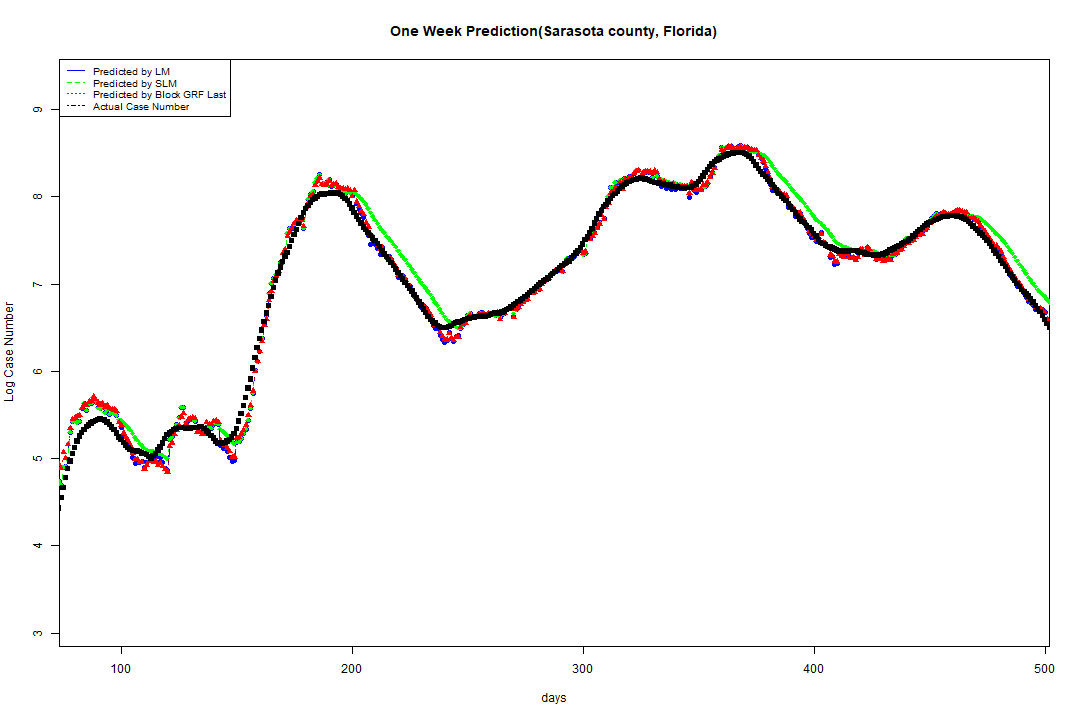 One Week Prediction(Sarasota county, Florida)
Predicted by LM
Predicted by SLM
Predicted by Block GRF Last
Actual Case Number
9
8
7
6
5
4
3
Log Case Number
100 200 300 400 500
days